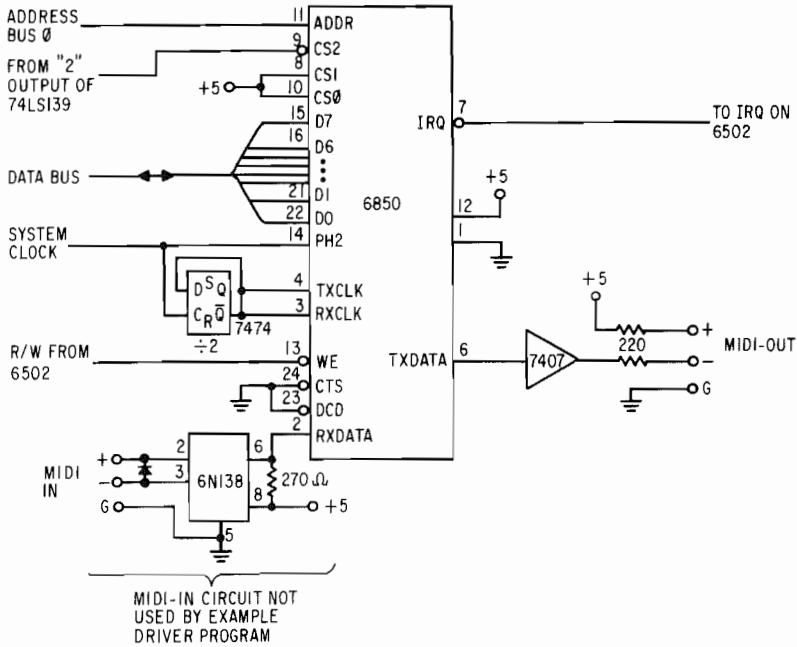 ADDRESS
BUS Ø
11
ADDR
9
CS2
FROM "2"
OUTPUT OF
74LS139
8
CS1
+5
10
CSØ
15
D7
16
D6
DATA BUS
21
D1
22
D0
SYSTEM
CLOCK
14
PH2
D S Q
C R Q̅
7474
÷2
4
TXCLK
3
RXCLK
R/W FROM
6502
13
WE
24
CTS
23
DCD
2
RXDATA
MIDI
IN
+
-
G
2
3
6N138
6
8
5
270 Ω
+5
MIDI-IN CIRCUIT NOT
USED BY EXAMPLE
DRIVER PROGRAM
6850
IRQ
7
TO IRQ ON
6502
+5
12
1
TXDATA
6
7407
+5
220
+
-
G
MIDI-OUT